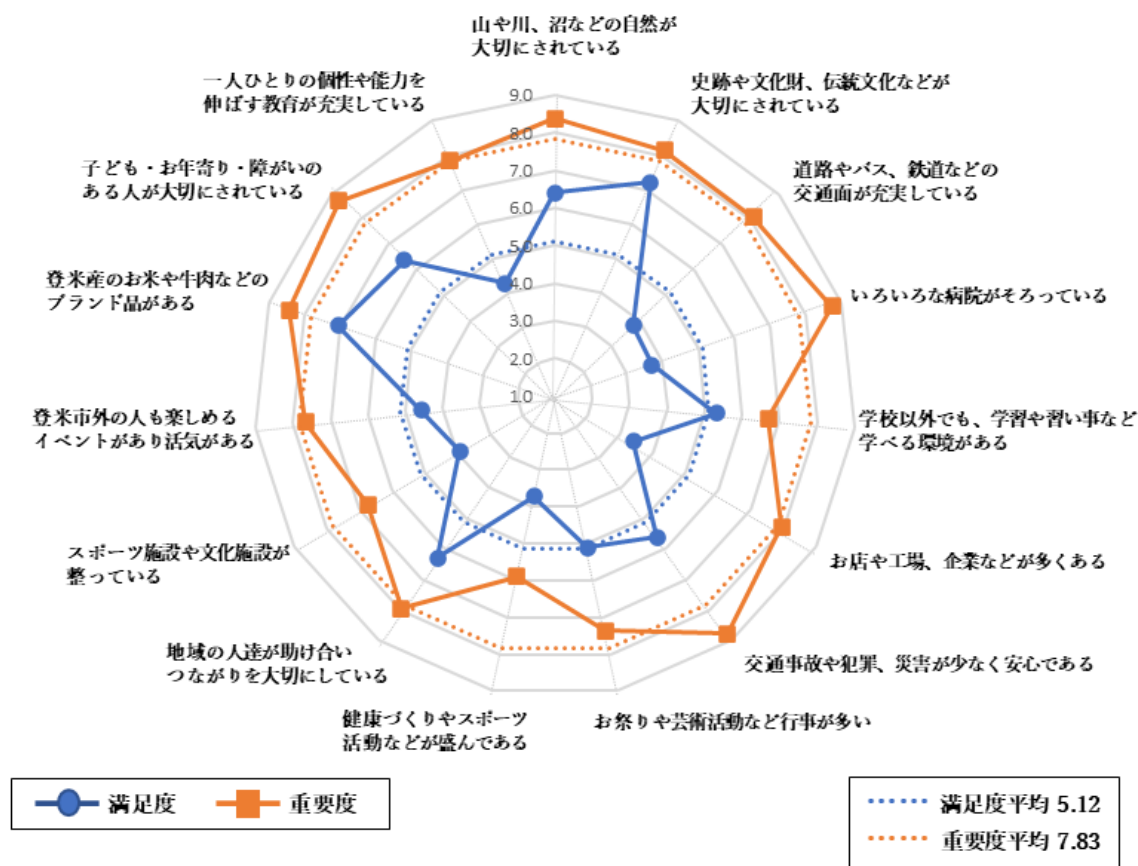 山や川、沼などの自然が
大切にされている
史跡や文化財、伝統文化などが
大切にされている
道路やバス、鉄道などの
交通面が充実している
いろいろな病院がそろっている
学校以外でも、学習や習い事など
学べる環境がある
お店や工場、企業などが多くある
交通事故や犯罪、災害が少なく安心である
お祭りや芸術活動など行事が多い
健康づくりやスポーツ
活動などが盛んである
地域の人達が助け合い
つながりを大切にしている
スポーツ施設や文化施設が
整っている
登米市外の人も楽しめる
イベントがあり活気がある
登米産のお米や牛肉などの
ブランド品がある
子ども・お年寄り・障がいの
ある人が大切にされている
一人ひとりの個性や能力を
伸ばす教育が充実している
9.0
8.0
7.0
6.0
5.0
4.0
3.0
2.0
1.0
満足度 重要度
満足度平均 5.12
重要度平均 7.83